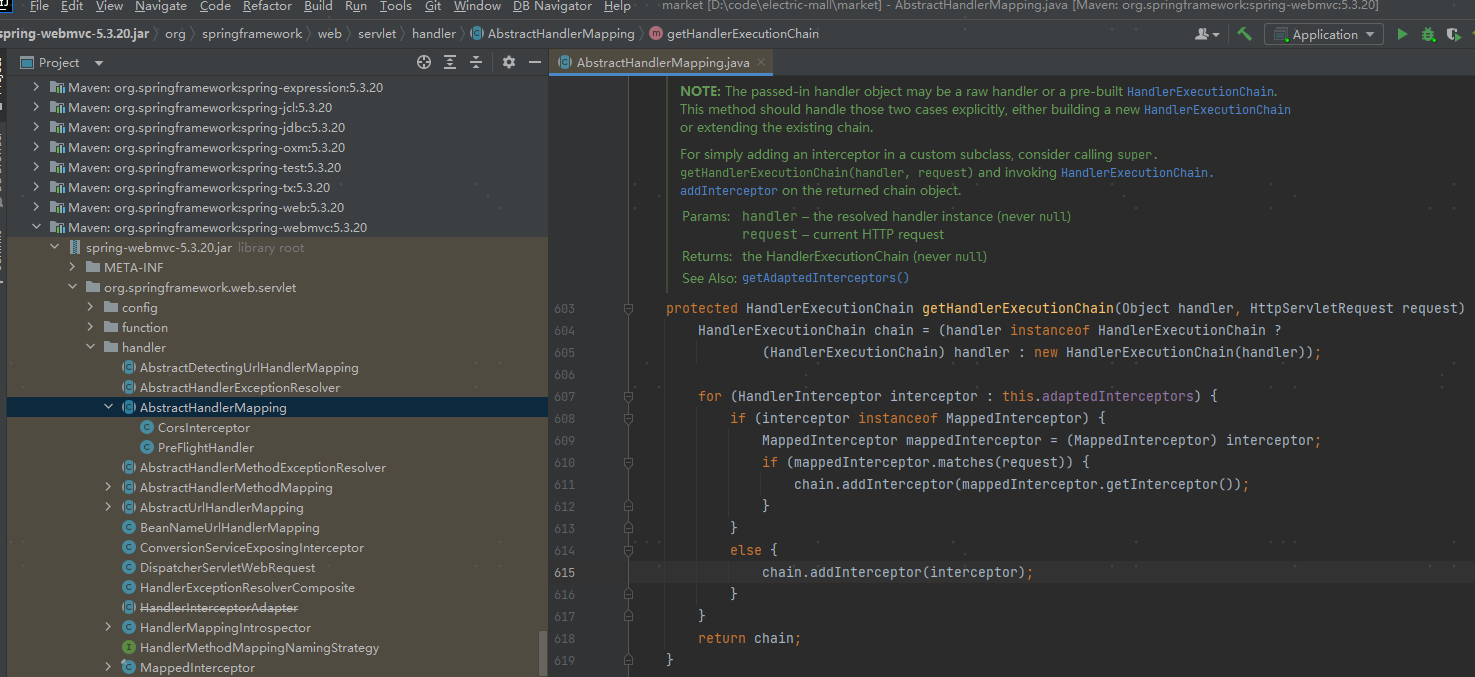 File Edit View Navigate Code Refactor Build Run Tools Git Window DB Navigator Help market [D:\code\electric-mall\market] - AbstractHandlerMapping.java [Maven: org.springframework:spring-webmvc:5.3.20]
spring-webmvc-5.3.20.jar org springframework web servlet handler AbstractHandlerMapping getHandlerExecutionChain Application
Project
AbstractHandlerMapping.java
Maven: org.springframework:spring-expression:5.3.20
Maven: org.springframework:spring-jcl:5.3.20
Maven: org.springframework:spring-jdbc:5.3.20
Maven: org.springframework:spring-oxm:5.3.20
Maven: org.springframework:spring-test:5.3.20
Maven: org.springframework:spring-tx:5.3.20
Maven: org.springframework:spring-web:5.3.20
Maven: org.springframework:spring-webmvc:5.3.20
spring-webmvc-5.3.20.jar library root
META-INF
org.springframework.web.servlet
config
function
handler
AbstractDetectingUrlHandlerMapping
AbstractHandlerExceptionResolver
AbstractHandlerMapping
CorsInterceptor
PreFlightHandler
AbstractHandlerMethodExceptionResolver
AbstractHandlerMethodMapping
AbstractUrlHandlerMapping
BeanNameUrlHandlerMapping
ConversionServiceExposingInterceptor
DispatcherServletWebRequest
HandlerExceptionResolverComposite
HandlerInterceptorAdapter
HandlerMappingIntrospector
HandlerMethodMappingNamingStrategy
MappedInterceptor
NOTE: The passed-in handler object may be a raw handler or a pre-built HandlerExecutionChain.
This method should handle those two cases explicitly, either building a new HandlerExecutionChain
or extending the existing chain.
For simply adding an interceptor in a custom subclass, consider calling super.
getHandlerExecutionChain(handler, request) and invoking HandlerExecutionChain.
addInterceptor on the returned chain object.
Params: handler – the resolved handler instance (never null)
request – current HTTP request
Returns: the HandlerExecutionChain (never null)
See Also: getAdaptedInterceptors()
603 protected HandlerExecutionChain getHandlerExecutionChain(Object handler, HttpServletRequest request)
604 HandlerExecutionChain chain = (handler instanceof HandlerExecutionChain ?
605 (HandlerExecutionChain) handler : new HandlerExecutionChain(handler));
606
607 for (HandlerInterceptor interceptor : this.adaptedInterceptors) {
608 if (interceptor instanceof MappedInterceptor) {
609 MappedInterceptor mappedInterceptor = (MappedInterceptor) interceptor;
610 if (mappedInterceptor.matches(request)) {
611 chain.addInterceptor(mappedInterceptor.getInterceptor());
612 }
613 }
614 else {
615 chain.addInterceptor(interceptor);
616 }
617 }
618 return chain;
619 }